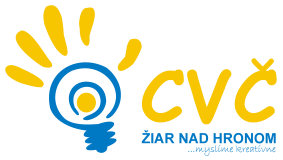 CVČ
ŽIAR NAD HRONOM
...myslíme kreatívne